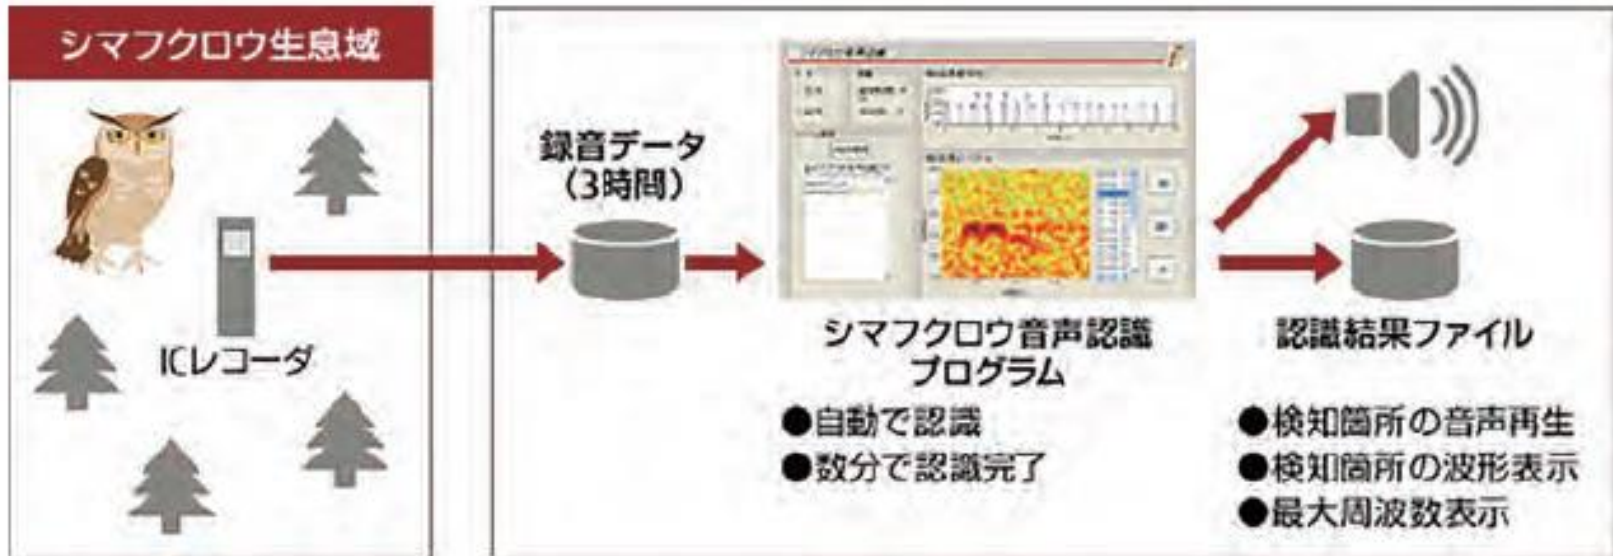 シマフクロウ生息域
ICレコーダ
録音データ
（3時間）
シマフクロウ音声認識
プログラム
●自動で認識
●数分で認識完了
認識結果ファイル
●検知箇所の音声再生
●検知箇所の波形表示
●最大周波数表示